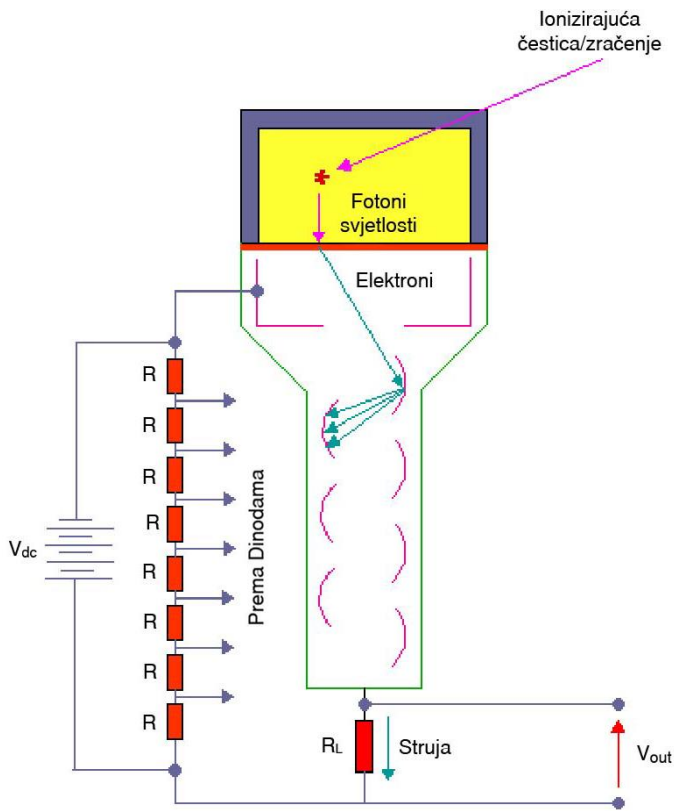 Ionizirajuća
čestica/zračenje
Fotoni
svjetlosti
Elektroni
R
R
R
R
R
R
R
R
Vdc
Prema Dinodama
RL
Struja
Vout